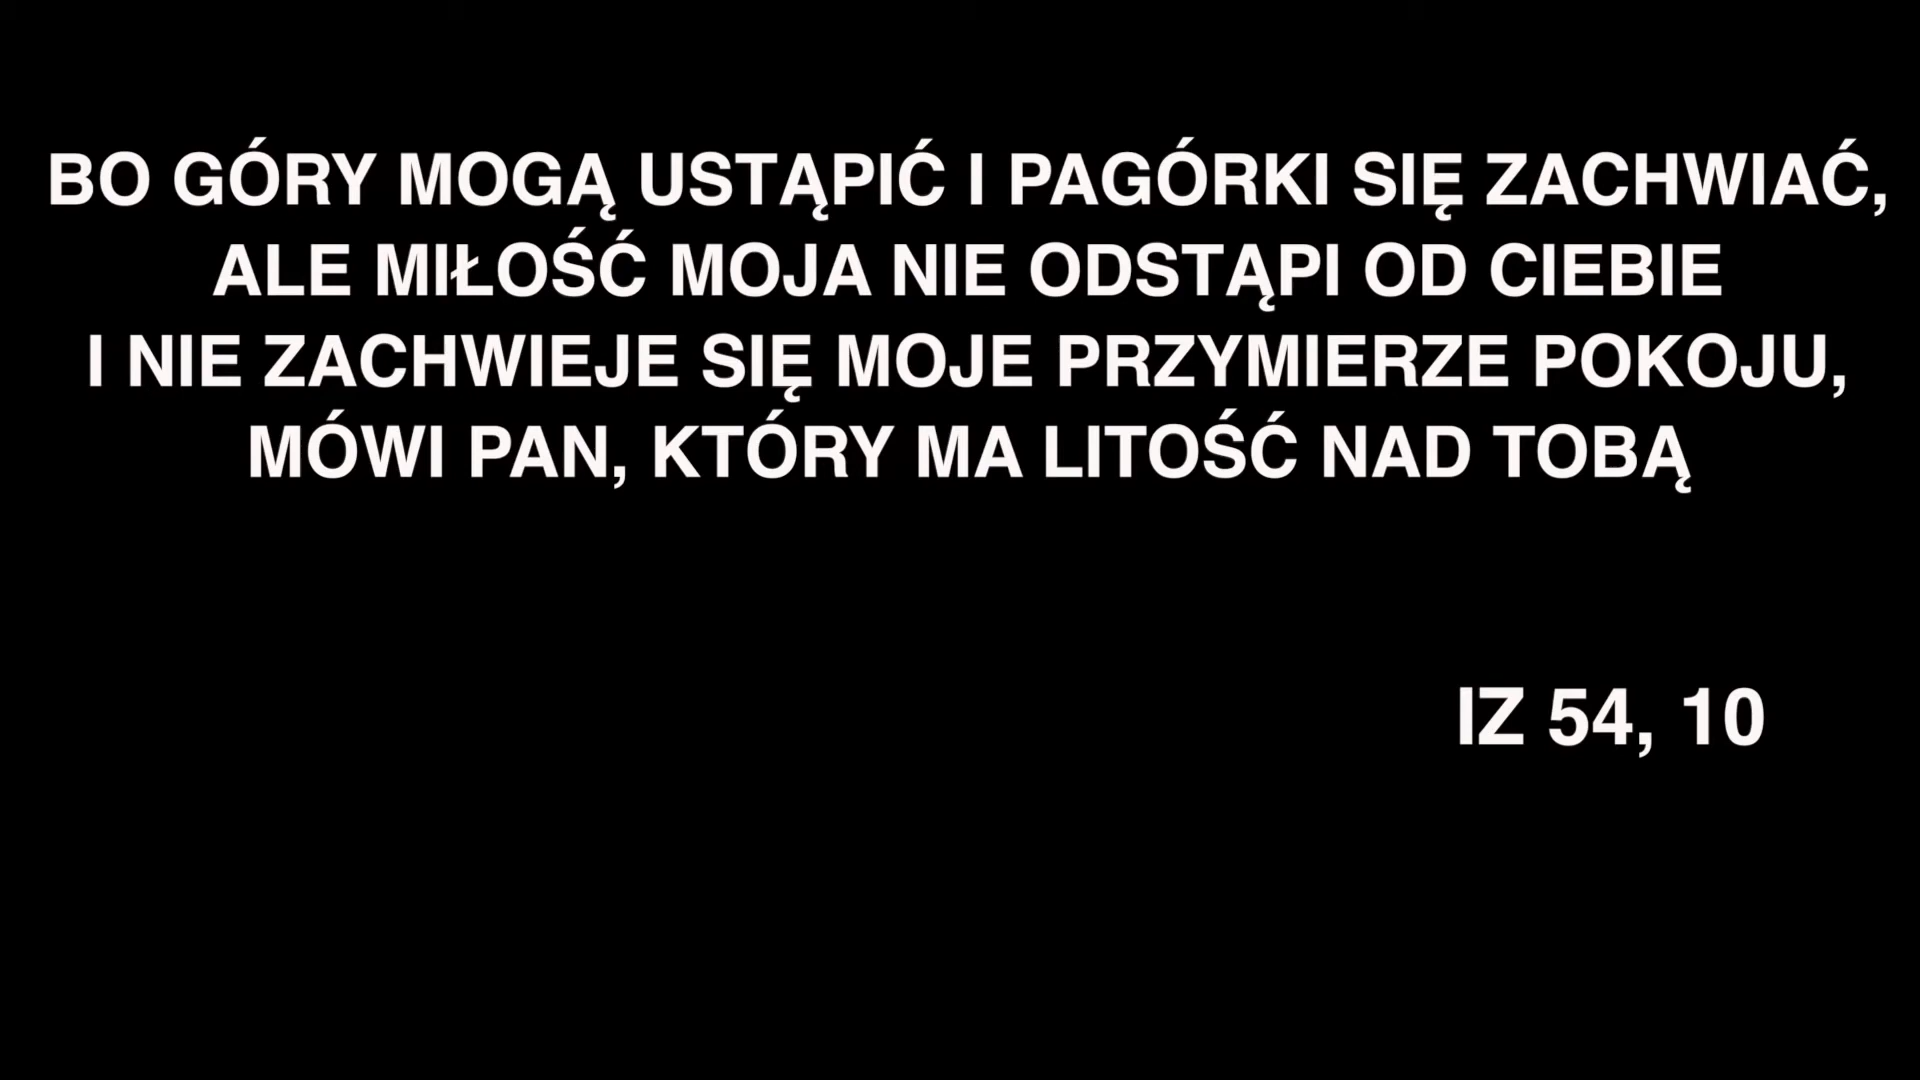 BO GÓRY MOGĄ USTĄPIĆ I PAGÓRKI SIĘ ZACHWIAĆ,
ALE MIŁOŚĆ MOJA NIE ODSTĄPI OD CIEBIE
I NIE ZACHWIEJE SIĘ MOJE PRZYMIERZE POKOJU,
MÓWI PAN, KTÓRY MA LITOŚĆ NAD TOBĄ
IZ 54, 10